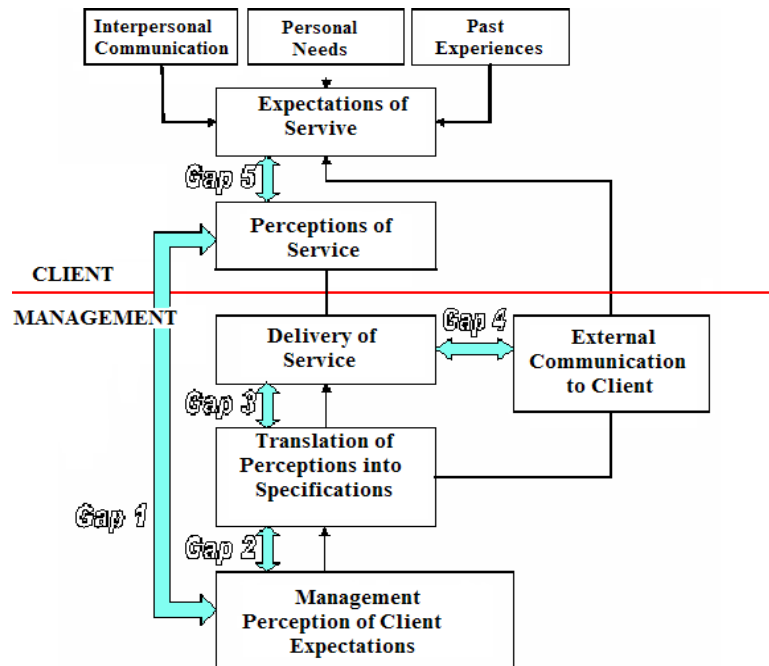 Interpersonal
Communication
Personal
Needs
Past
Experiences
Expectations of
Servive
Gap 5
Perceptions of
Service
CLIENT
MANAGEMENT
Delivery of
Service
Gap 4
External
Communication
to Client
Gap 3
Translation of
Perceptions into
Specifications
Gap 1
Gap 2
Management
Perception of Client
Expectations